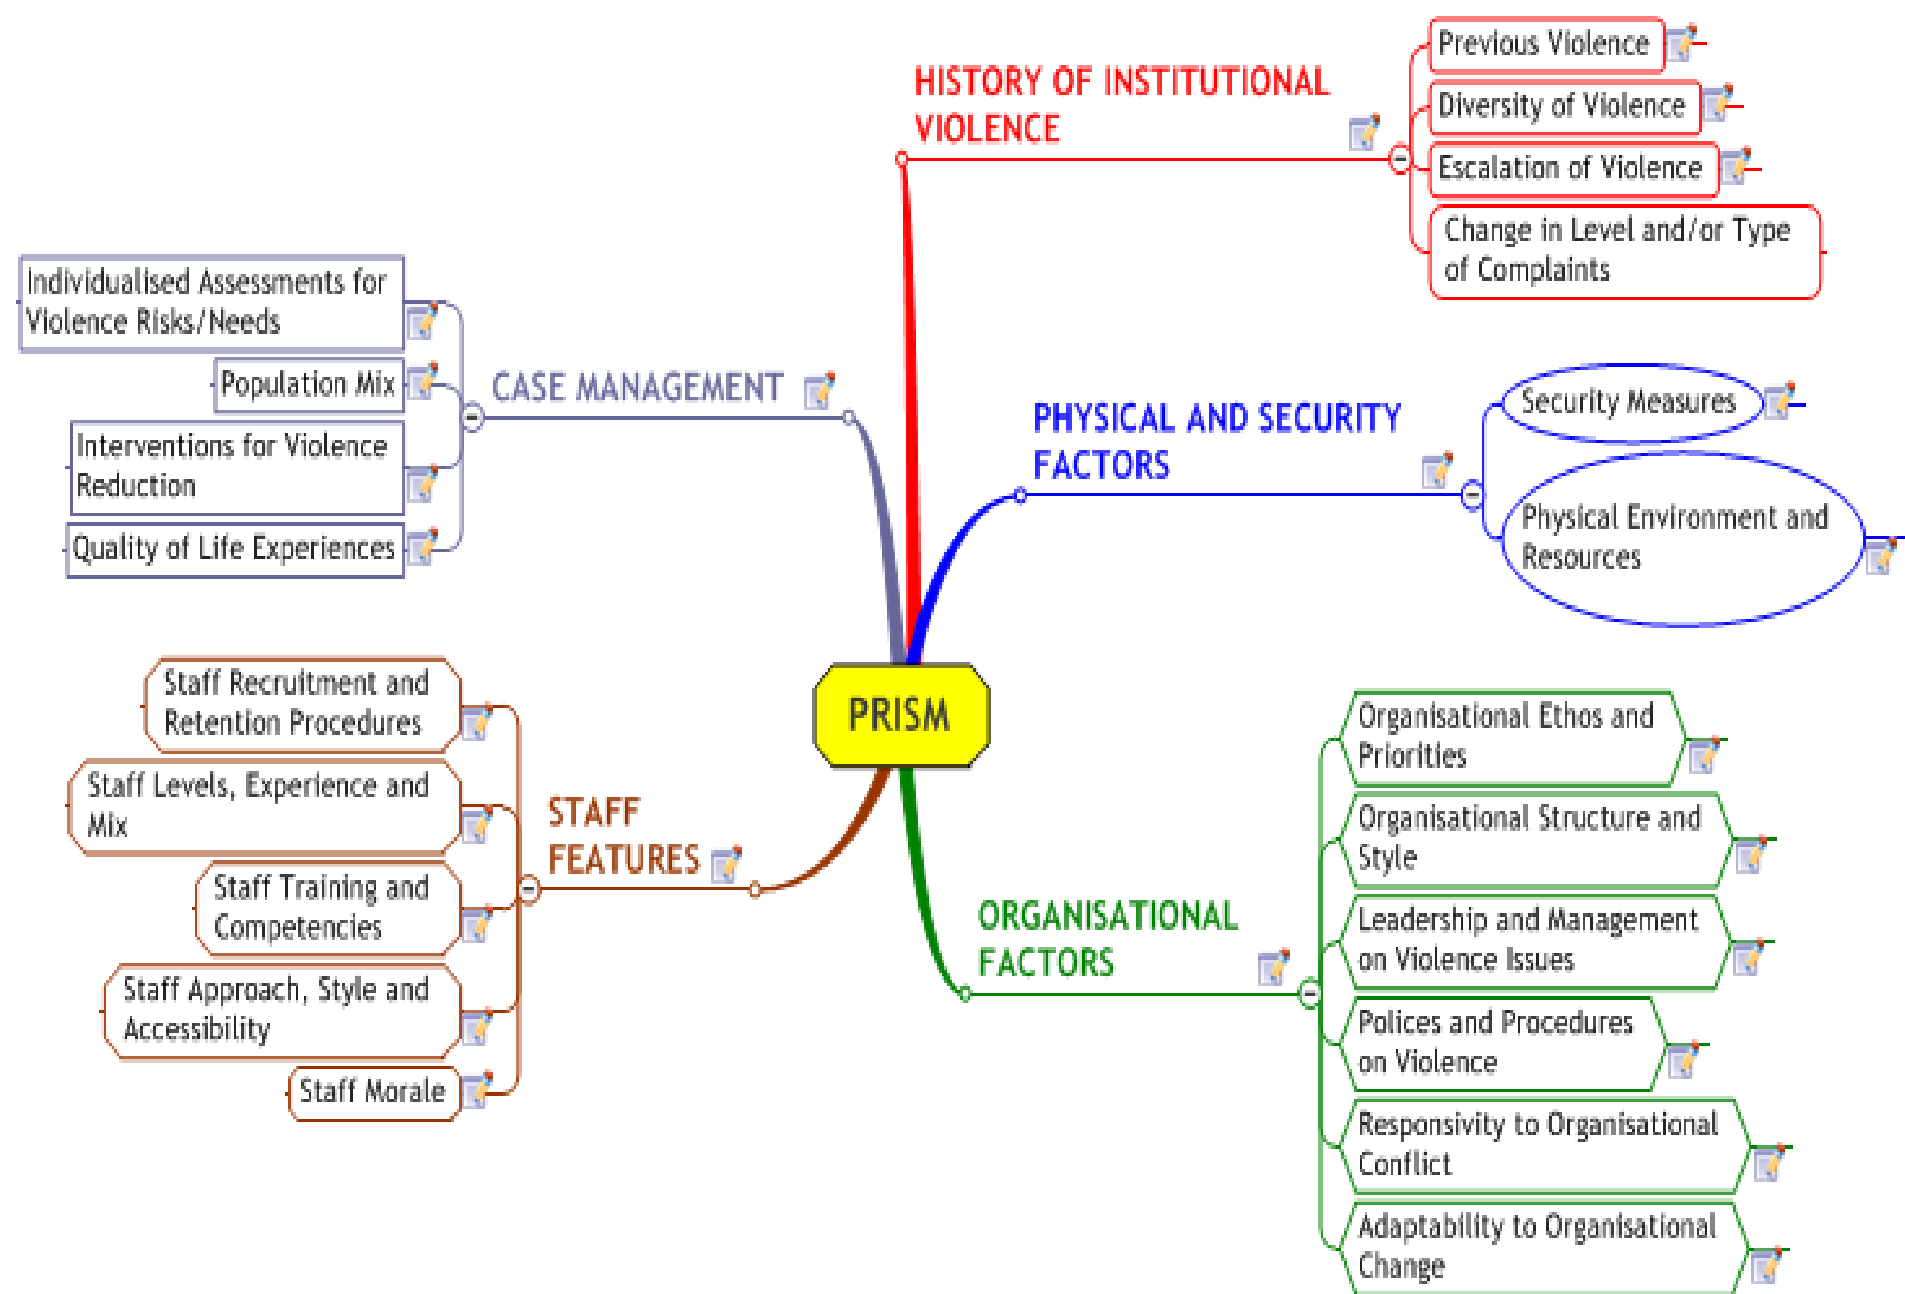 HISTORY OF INSTITUTIONAL
VIOLENCE
Previous Violence
Diversity of Violence
Escalation of Violence
Change in Level and/or Type
of Complaints
PHYSICAL AND SECURITY
FACTORS
Security Measures
Physical Environment and
Resources
PRISM
ORGANISATIONAL
FACTORS
Organisational Ethos and
Priorities
Organisational Structure and
Style
Leadership and Management
on Violence Issues
Polices and Procedures
on Violence
Responsivity to Organisational
Conflict
Adaptability to Organisational
Change
CASE MANAGEMENT
Individualised Assessments for
Violence Risks/Needs
Population Mix
Interventions for Violence
Reduction
Quality of Life Experiences
STAFF
FEATURES
Staff Recruitment and
Retention Procedures
Staff Levels, Experience and
Mix
Staff Training and
Competencies
Staff Approach, Style and
Accessibility
Staff Morale